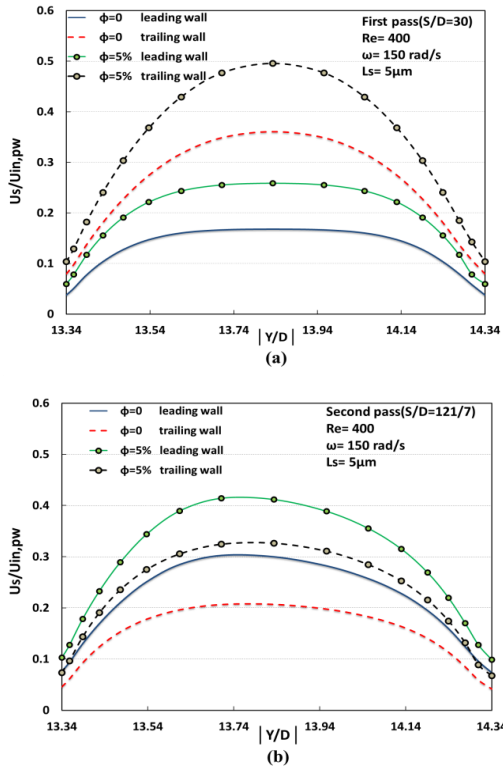 (a)
ϕ=0 leading wall
ϕ=0 trailing wall
ϕ=5% leading wall
ϕ=5% trailing wall
First pass(S/D=30)
Re= 400
ω= 150 rad/s
Ls= 5μm
Us/Uin,pw
0.6
0.5
0.4
0.3
0.2
0.1
0
13.34 13.54 13.74 13.94 14.14 14.34
|Y/D|
(a)
ϕ=0 leading wall
ϕ=0 trailing wall
ϕ=5% leading wall
ϕ=5% trailing wall
Second pass(S/D=121/7)
Re= 400
ω= 150 rad/s
Ls= 5μm
Us/Uin,pw
0.6
0.5
0.4
0.3
0.2
0.1
0
13.34 13.54 13.74 13.94 14.14 14.34
|Y/D|
(b)